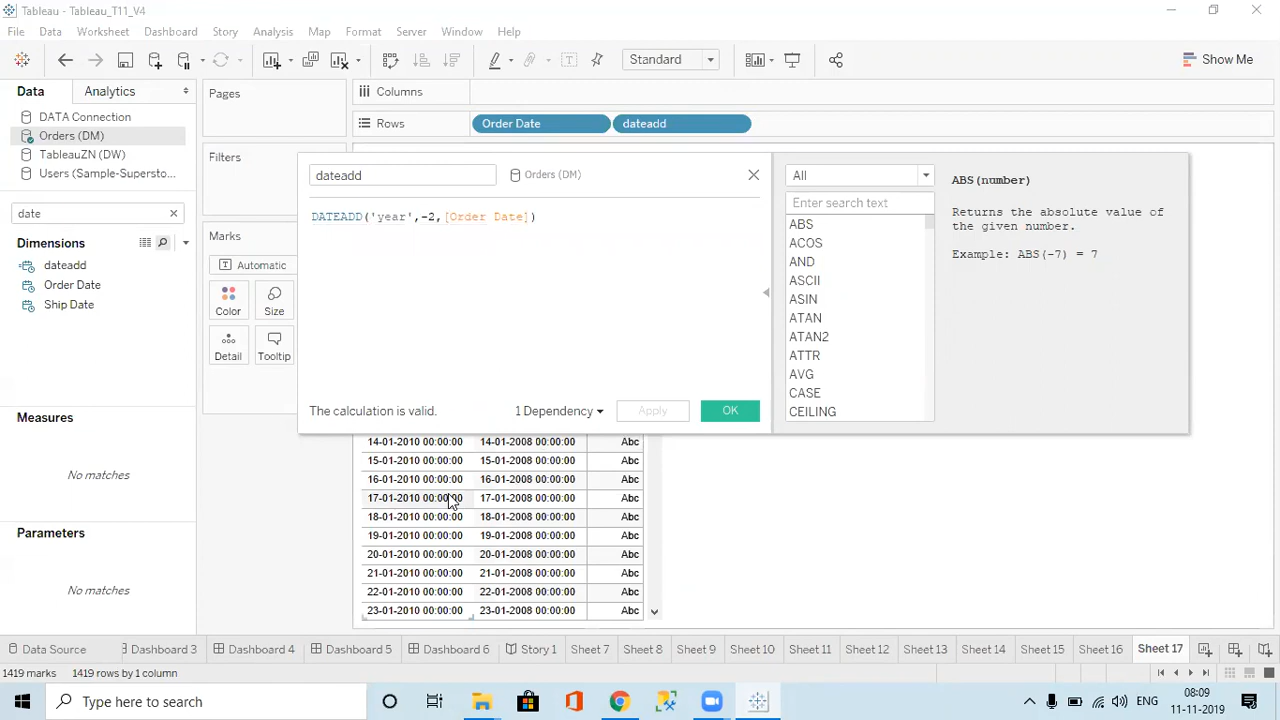 Tableau - Tableau_T11_V4
File Data Worksheet Dashboard Story Analysis Map Format Server Window Help
Standard
Show Me
Data Analytics
Pages
Columns
DATA Connection
Orders (DM)
TableauZN (DW)
Users (Sample-Supersto...
Rows Order Date dateadd
Filters
date
Dimensions
dateadd
Order Date
Ship Date
Marks
Automatic
Color Size
Detail Tooltip
Measures
No matches
Parameters
No matches
dateadd Orders (DM)
DATEADD('year',-2,[Order Date])
The calculation is valid. 1 Dependency Apply OK
All
Enter search text
ABS
ACOS
AND
ASCII
ASIN
ATAN
ATAN2
ATTR
AVG
CASE
CEILING
ABS(number)
Returns the absolute value of
the given number.
Example: ABS(-7) = 7
14-01-2010 00:00:00 14-01-2008 00:00:00 Abc
15-01-2010 00:00:00 15-01-2008 00:00:00 Abc
16-01-2010 00:00:00 16-01-2008 00:00:00 Abc
17-01-2010 00:00:00 17-01-2008 00:00:00 Abc
18-01-2010 00:00:00 18-01-2008 00:00:00 Abc
19-01-2010 00:00:00 19-01-2008 00:00:00 Abc
20-01-2010 00:00:00 20-01-2008 00:00:00 Abc
21-01-2010 00:00:00 21-01-2008 00:00:00 Abc
22-01-2010 00:00:00 22-01-2008 00:00:00 Abc
23-01-2010 00:00:00 23-01-2008 00:00:00 Abc
Data Source Dashboard 3 Dashboard 4 Dashboard 5 Dashboard 6 Story 1 Sheet 7 Sheet 8 Sheet 9 Sheet 10 Sheet 11 Sheet 12 Sheet 13 Sheet 14 Sheet 15 Sheet 16 Sheet 17
1419 marks 1419 rows by 1 column
Type here to search
ENG
08:09
11-11-2019